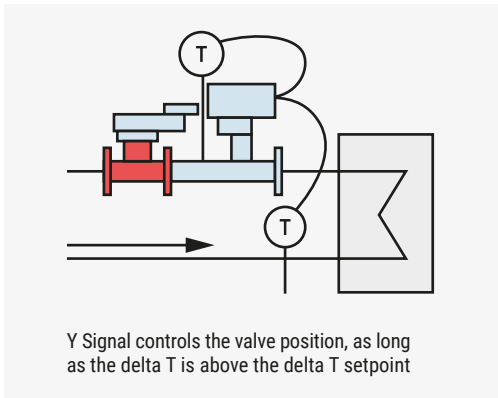 T
T
Y Signal controls the valve position, as long
as the delta T is above the delta T setpoint